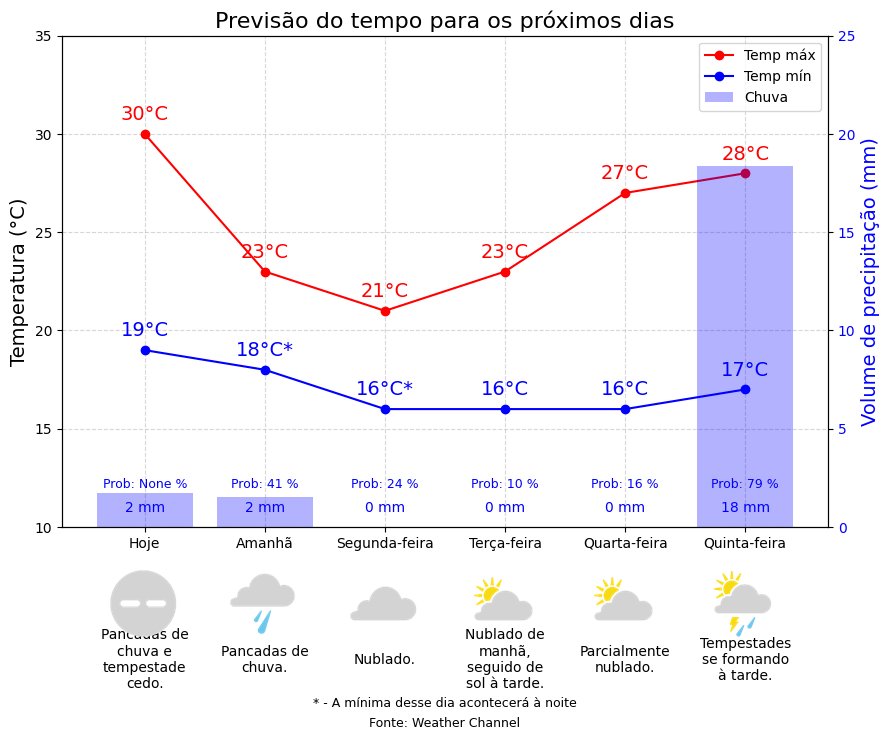 Previsão do tempo para os próximos dias
Temperatura (°C)
35
30
25
20
15
10
Volume de precipitação (mm)
25
20
15
10
5
0
Temp máx
Temp mín
Chuva
30°C
23°C
21°C
23°C
27°C
28°C
19°C
18°C*
16°C*
16°C
16°C
17°C
Prob: None %
Prob: 41 %
Prob: 24 %
Prob: 10 %
Prob: 16 %
Prob: 79 %
2 mm
2 mm
0 mm
0 mm
0 mm
18 mm
Hoje
Amanhã
Segunda-feira
Terça-feira
Quarta-feira
Quinta-feira
Pancadas de
chuva e
tempestade
cedo.
Pancadas de
chuva.
Nublado.
Nublado de
manhã,
seguido de
sol à tarde.
Parcialmente
nublado.
Tempestades
se formando
à tarde.
* - A mínima desse dia acontecerá à noite
Fonte: Weather Channel